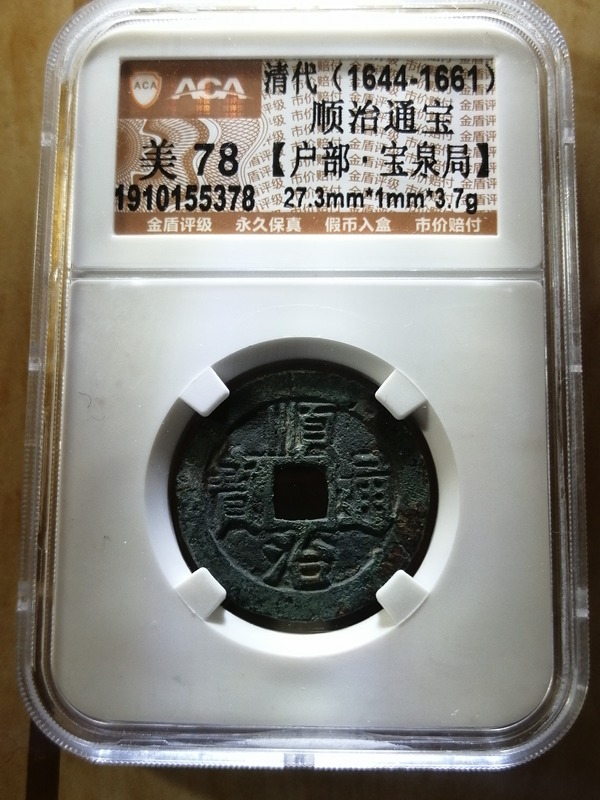 ACA ACA 清代（1644-1661）
顺治通宝
美 78 【户部·宝泉局】
1910155378 27.3mm*1mm*3.7g
金盾评级 永久保真 假币入盒 市价赔付
順
寶 通
治